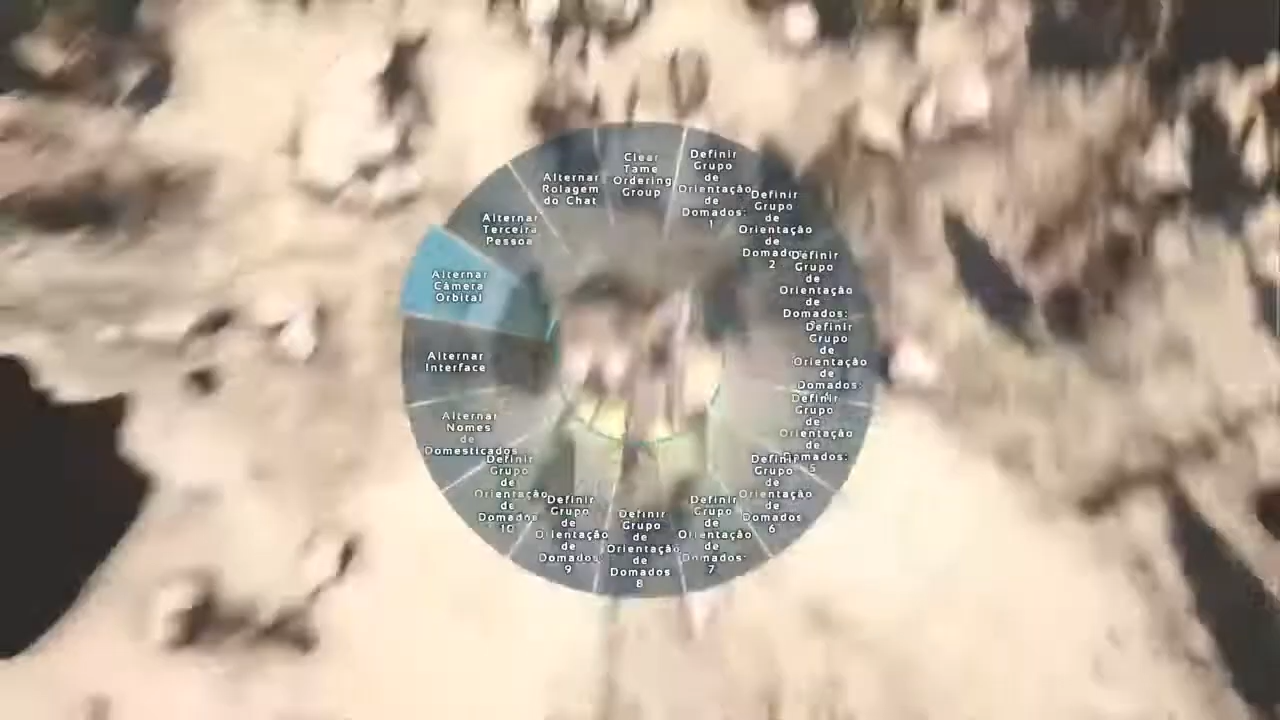 Clear
Tame
Ordering
Group
Definir
Grupo
de
Orientação
de
Domados:
1
Definir
Grupo
de
Orientação
de
Domados:
2
Definir
Grupo
de
Orientação
de
Domados:
Definir
Grupo
de
Orientação
de
Domados:
4
Definir
Grupo
de
Orientação
de
Domados:
5
Definir
Grupo
de
Orientação
de
Domados
6
Definir
Grupo
de
Orientação
de
Domados:
7
Definir
Grupo
de
Orientação
de
Domados
8
Definir
Grupo
de
Orientação
de
Domados
9
Definir
Grupo
de
Orientação
de
Domados
10
Alternar
Nomes
de
Domesticados
Alternar
Interface
Alternar
Câmera
Orbital
Alternar
Terceira
Pessoa
Alternar
Rolagem
do Chat